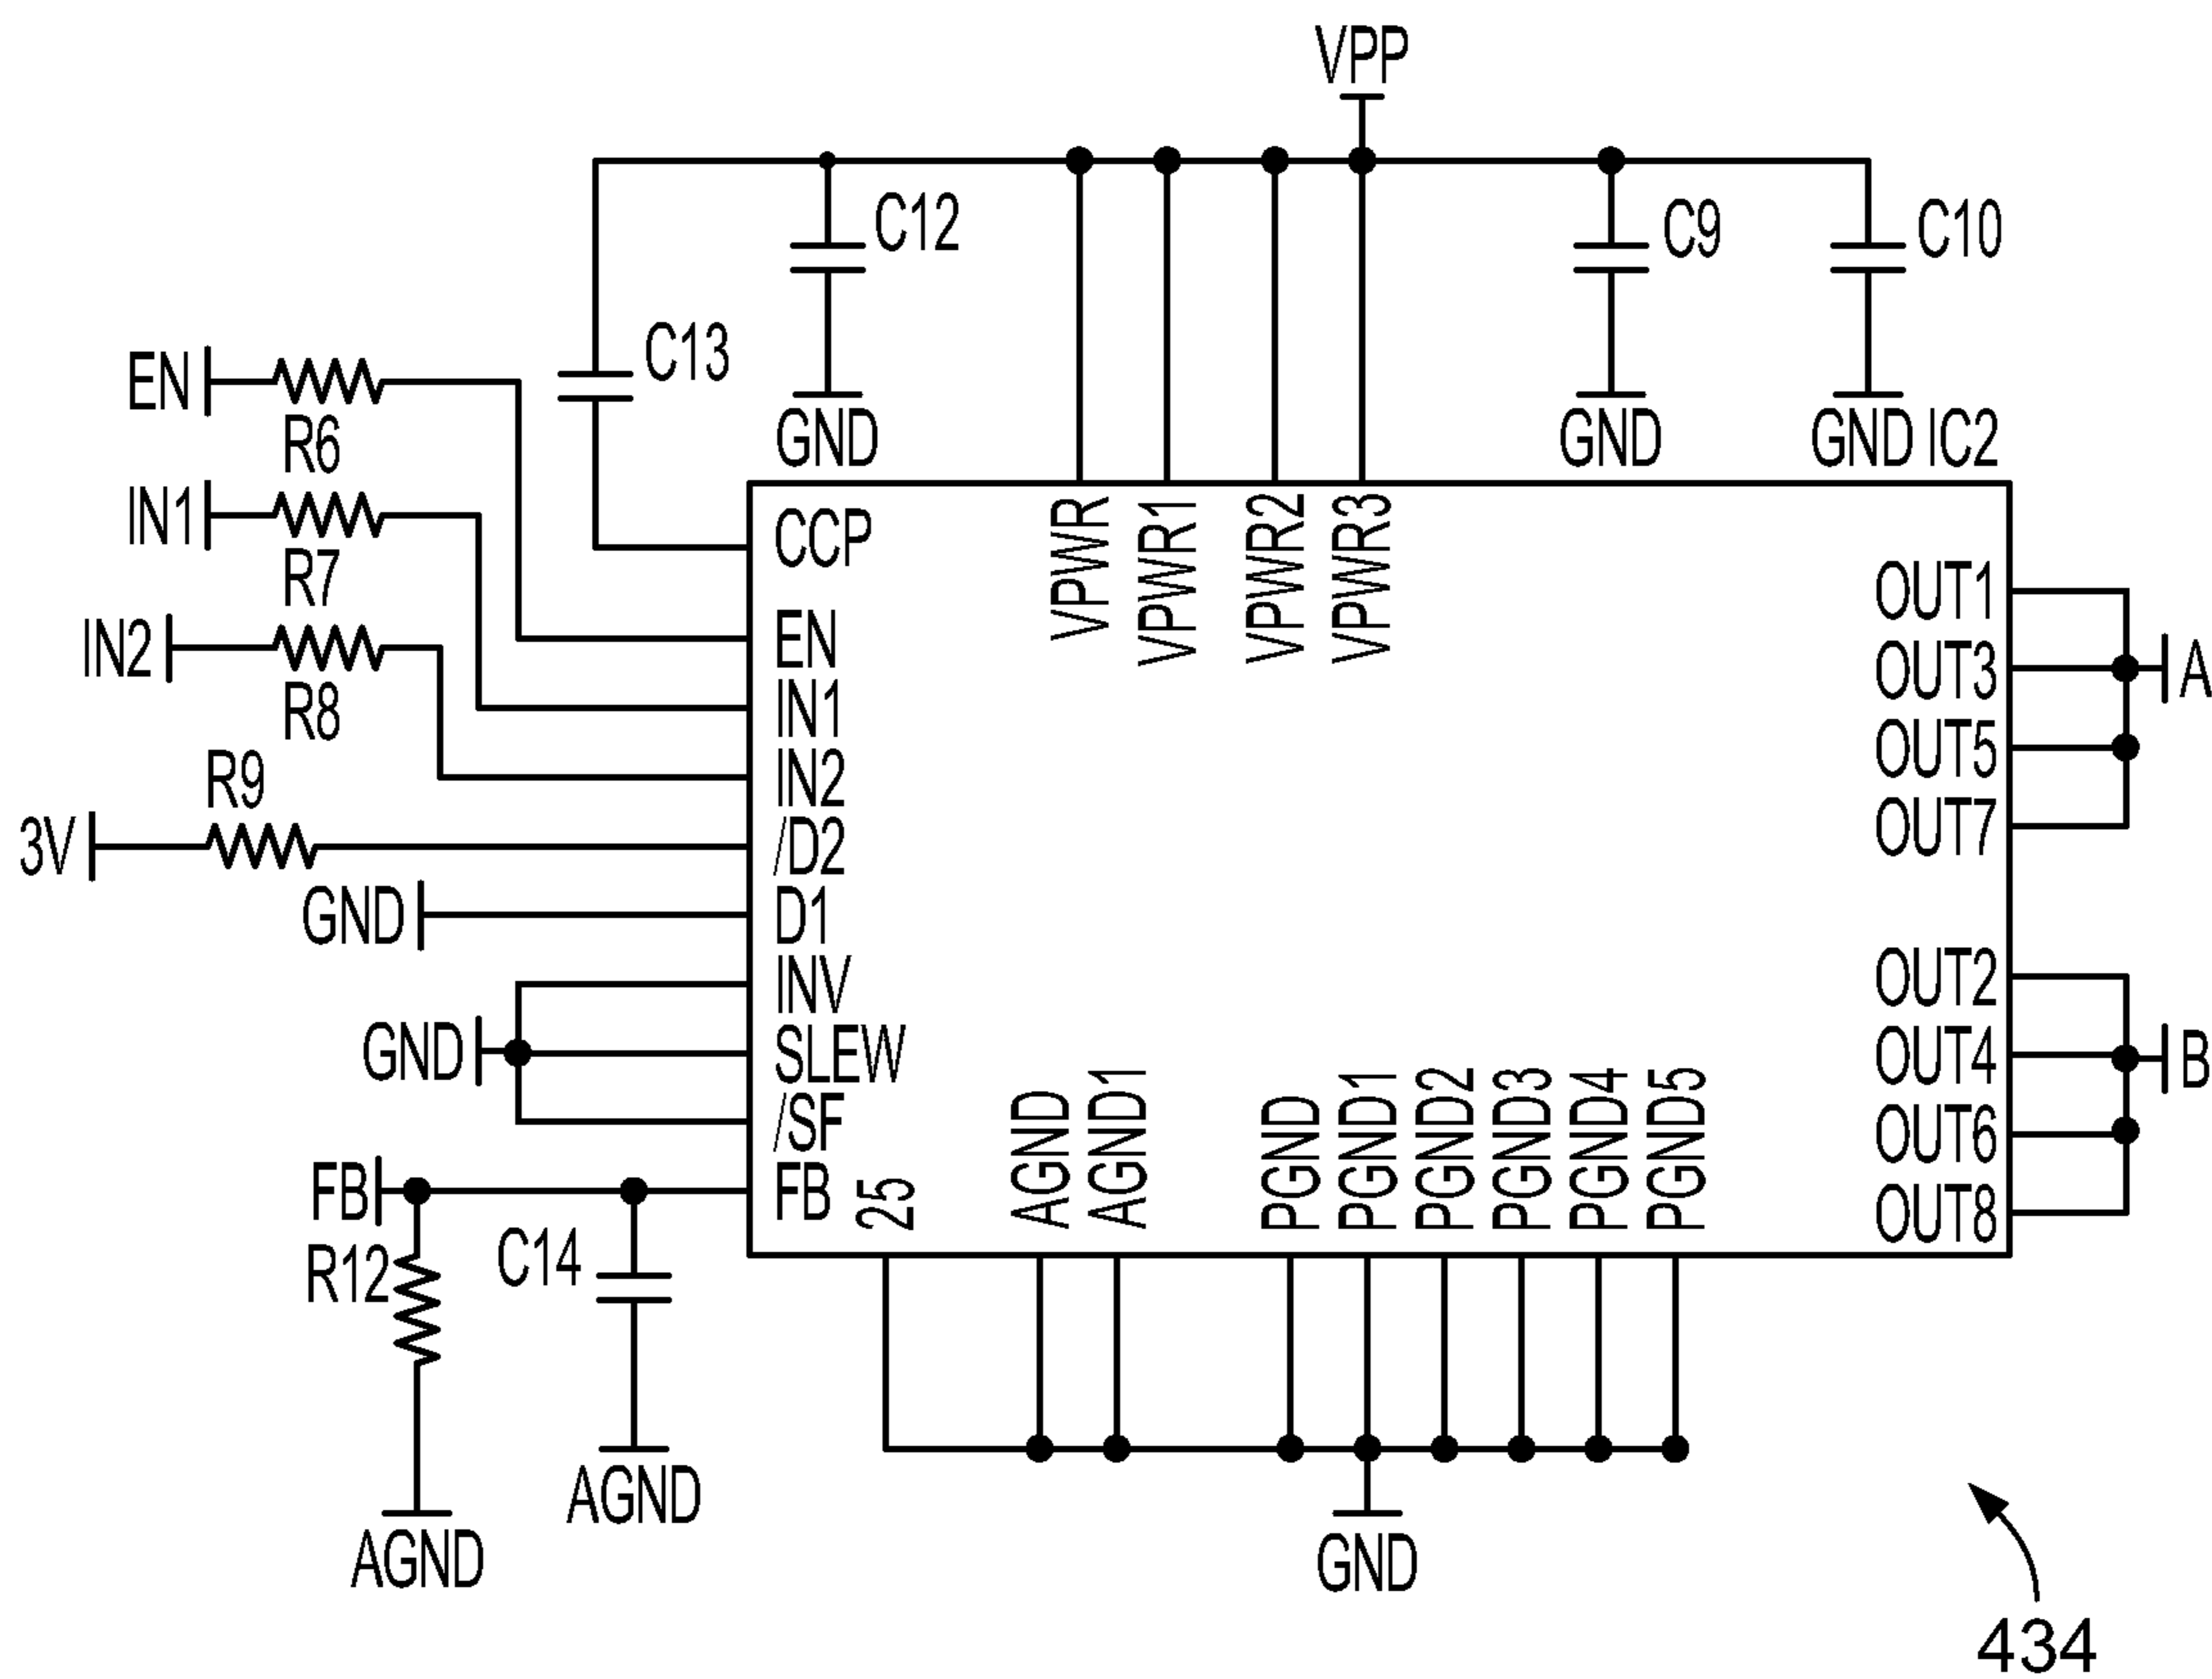 VPP
C12
C9
C10
C13
EN
R6
GND
GND
GND
IC2
IN1
R7
IN2
R8
R9
3V
GND
GND
FB
R12
C14
AGND
AGND
CCP
EN
IN1
IN2
/D2
D1
INV
SLEW
/SF
FB
VPWR
VPWR1
VPWR2
VPWR3
OUT1
OUT3
OUT5
OUT7
A
OUT2
OUT4
OUT6
OUT8
B
25
AGND
AGND1
PGND
PGND1
PGND2
PGND3
PGND4
PGND5
GND
434